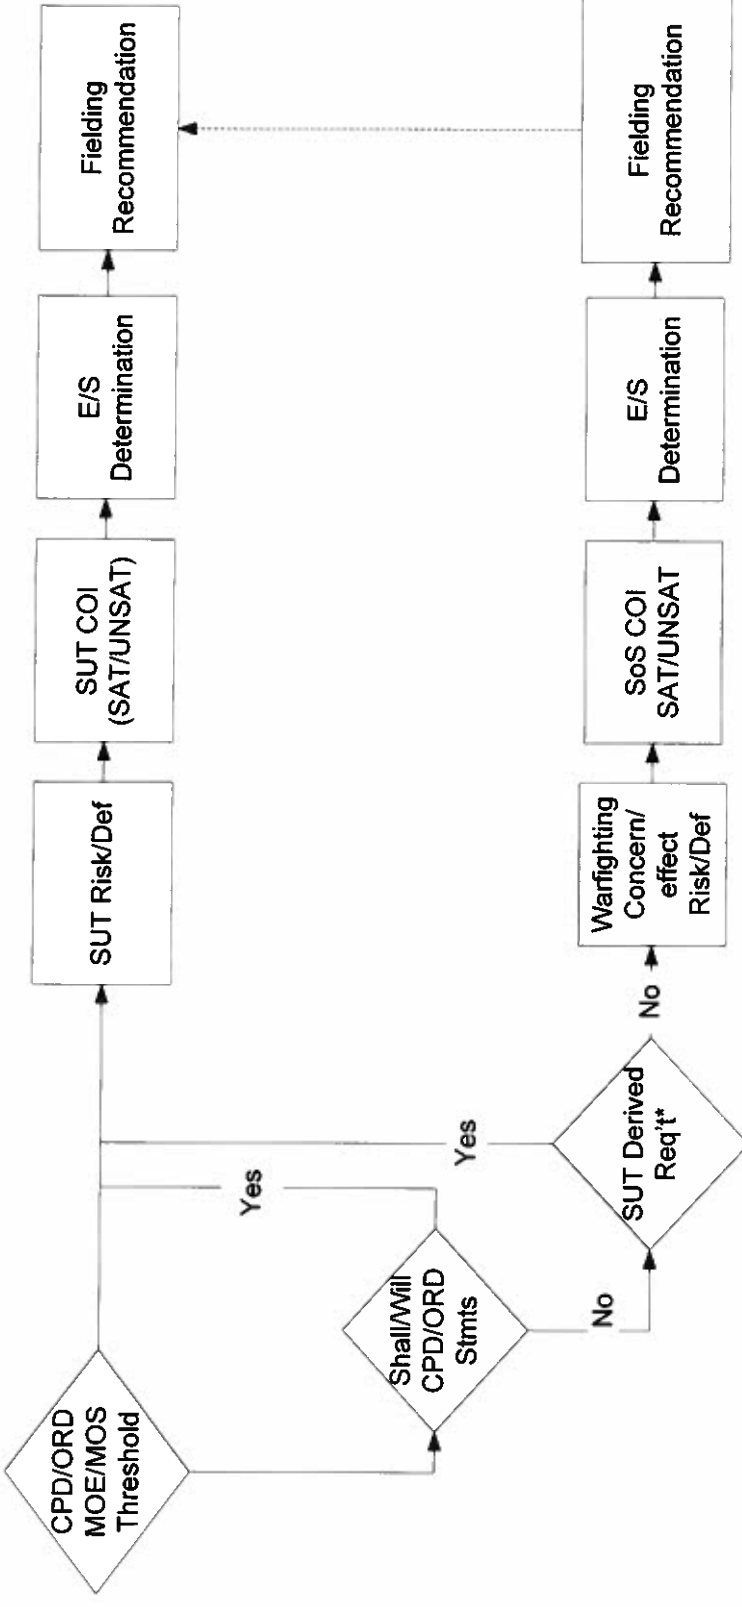 CPD/ORD
MOE/MOS
Threshold
Shall/Will
CPD/ORD
Stmts
Yes
No
SUT Derived
Req't*
Yes
No
SUT Risk/Def
SUT COI
(SAT/UNSAT)
E/S
Determination
Fielding
Recommendation
Warfighting
Concern/
effect
Risk/Def
SoS COI
SAT/UNSAT
E/S
Determination
Fielding
Recommendation